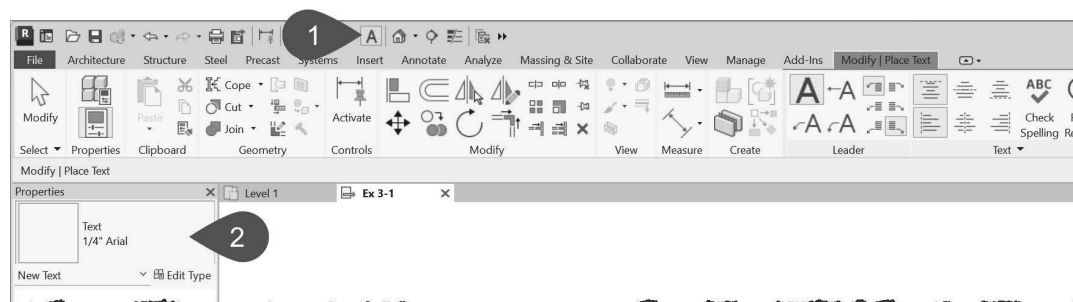 R
1
A
File Architecture Structure Steel Precast Systems Insert Annotate Analyze Massing & Site Collaborate View Manage Add-Ins Modify | Place Text
Modify
Paste
Cope
Cut
Join
Activate
A A
A A
ABC
Check
Spelling
Select Properties Clipboard Geometry Controls Modify View Measure Create Leader Text
Modify | Place Text
Properties Level 1 Ex 3-1
Text
1/4" Arial
2
New Text Edit Type